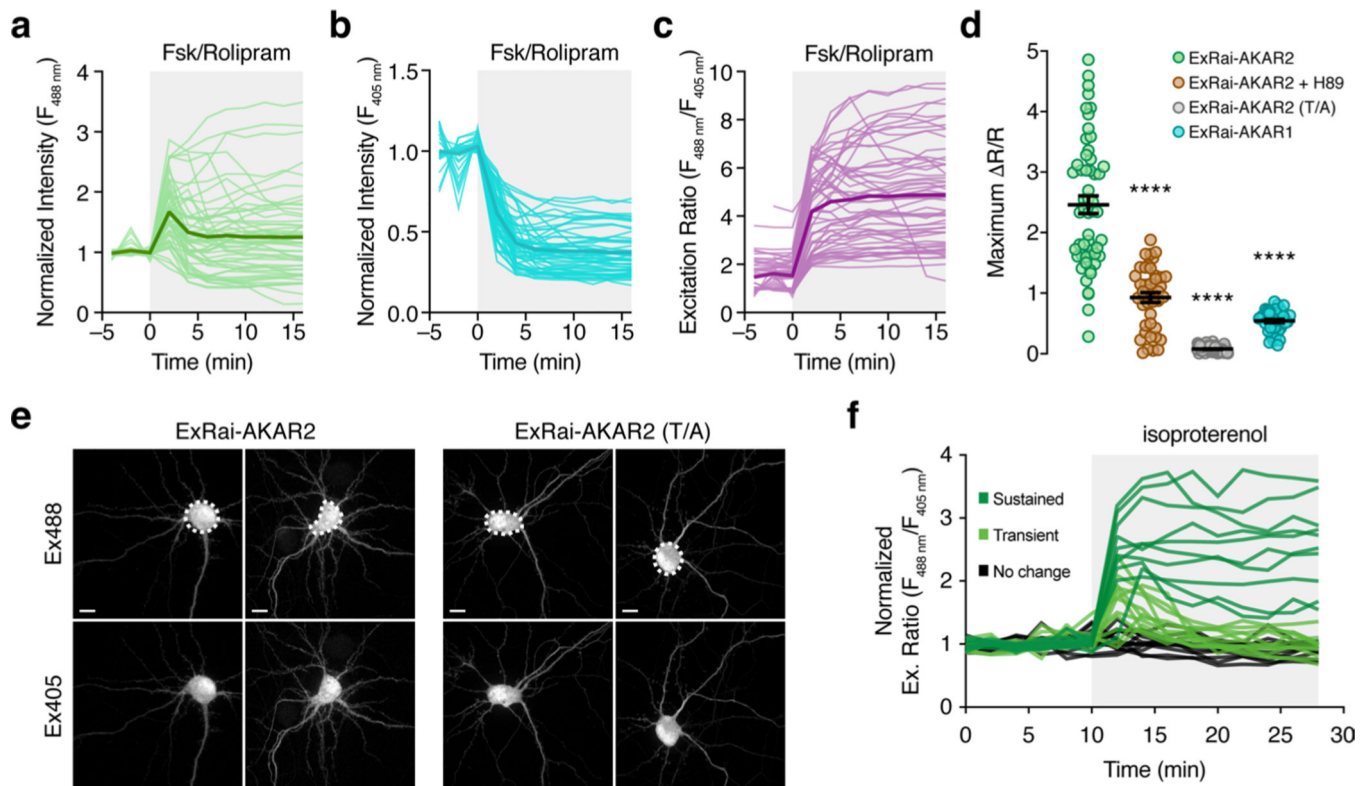 a
Fsk/Rolipram
Normalized Intensity (F488 nm)
4
3
2
1
0
−5 0 5 10 15
Time (min)
b
Fsk/Rolipram
Normalized Intensity (F405 nm)
1.5
1.0
0.5
0.0
−5 0 5 10 15
Time (min)
c
Fsk/Rolipram
Excitation Ratio (F488 nm/F405 nm)
10
8
6
4
2
0
−5 0 5 10 15
Time (min)
d
Maximum ΔR/R
5
4
3
2
1
0
ExRai-AKAR2
ExRai-AKAR2 + H89
ExRai-AKAR2 (T/A)
ExRai-AKAR1
****
****
****
e
ExRai-AKAR2
ExRai-AKAR2 (T/A)
Ex488
Ex405
f
isoproterenol
Normalized
Ex. Ratio (F488 nm/F405 nm)
4
3
2
1
0
Sustained
Transient
No change
0 5 10 15 20 25 30
Time (min)